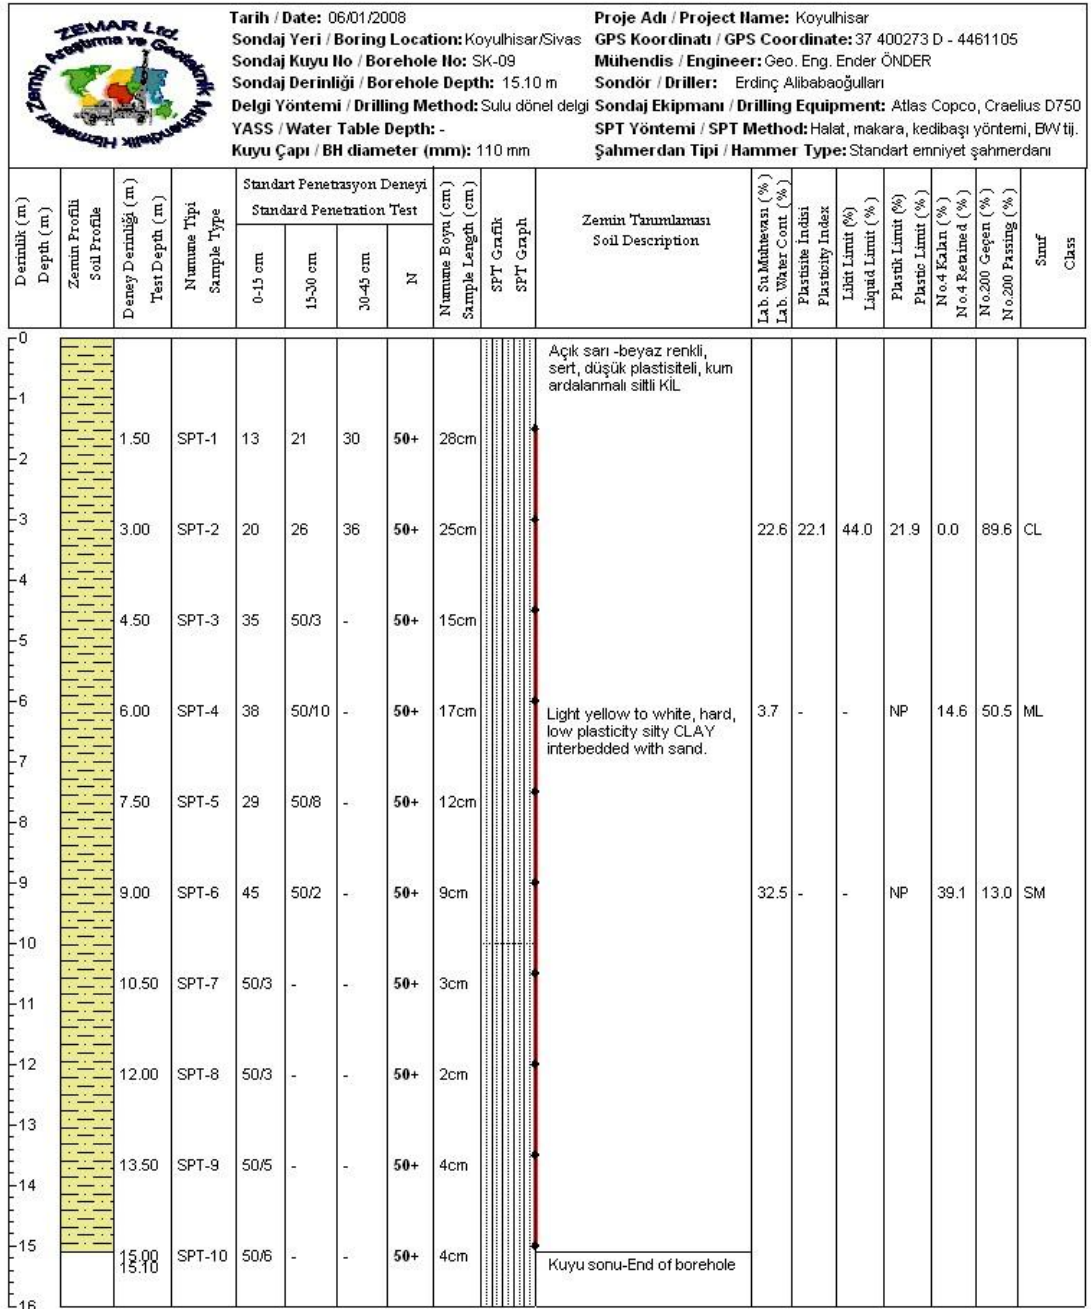 ZEMAR Ltd.
Zemin Araştırma ve Geoteknik Mühendislik Hizmetleri
Tarih / Date: 06/01/2008
Proje Adı / Project Name: Koyulhisar
Sondaj Yeri / Boring Location: Koyulhisar/Sivas
GPS Koordinatı / GPS Coordinate: 37 400273 D - 4461105
Sondaj Kuyu No / Borehole No: SK-09
Mühendis / Engineer: Geo. Eng. Ender ÖNDER
Sondaj Derinliği / Borehole Depth: 15.10 m
Sondör / Driller: Erdinç Alibabaoğulları
Delgi Yöntemi / Drilling Method: Sulu dönel delgi
Sondaj Ekipmanı / Drilling Equipment: Atlas Copco, Craelius D750
YASS / Water Table Depth: -
SPT Yöntemi / SPT Method: Halat, makara, kedibaşı yöntemi, BW tij.
Kuyu Çapı / BH diameter (mm): 110 mm
Şahmerdan Tipi / Hammer Type: Standart emniyet şahmerdanı
Derinlik ( m )
Depth ( m )
Zemin Profili
Soil Profile
Deney Derinliği ( m )
Test Depth ( m )
Numune Tipi
Sample Type
Standart Penetrasyon Deneyi
Standard Penetration Test
0-15 cm
15-30 cm
30-45 cm
N
Numune Boyu ( cm )
Sample Length ( cm )
SPT Grafik
SPT Graph
Zemin Tanımlaması
Soil Description
Lab. Su Muhtevası ( % )
Lab. Water Cont. ( % )
Plastisite İndisi
Plasticity Index
Likit Limit (%)
Liquid Limit ( % )
Plastik Limit (%)
Plastic Limit ( % )
No.4 Kalan ( % )
No.4 Retained ( % )
No.200 Geçen ( % )
No.200 Passing ( % )
Sınıf
Class
0
Açık sarı -beyaz renkli,
sert, düşük plastisiteli, kum
ardalanmalı siltli KİL
1
1.50 SPT-1 13 21 30 50+ 28cm
2
3
3.00 SPT-2 20 26 36 50+ 25cm 22.6 22.1 44.0 21.9 0.0 89.6 CL
4
4.50 SPT-3 35 50/3 - 50+ 15cm
5
6
6.00 SPT-4 38 50/10 - 50+ 17cm 3.7 - - NP 14.6 50.5 ML
Light yellow to white, hard,
low plasticity silty CLAY
interbedded with sand.
7
7.50 SPT-5 29 50/8 - 50+ 12cm
8
9
9.00 SPT-6 45 50/2 - 50+ 9cm 32.5 - - NP 39.1 13.0 SM
10
10.50 SPT-7 50/3 - - 50+ 3cm
11
12
12.00 SPT-8 50/3 - - 50+ 2cm
13
13.50 SPT-9 50/5 - - 50+ 4cm
14
15
15.00 SPT-10 50/6 - - 50+ 4cm
15.10
Kuyu sonu-End of borehole
16